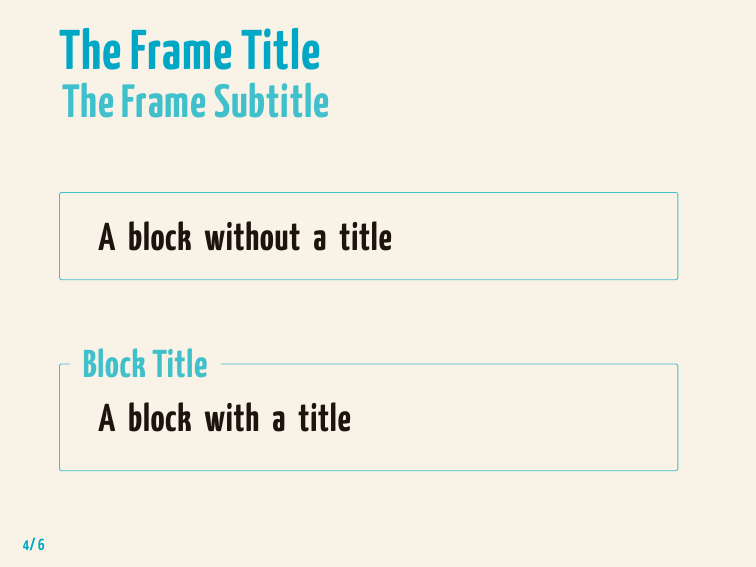 The Frame Title
The Frame Subtitle
A block without a title
Block Title
A block with a title
4/ 6